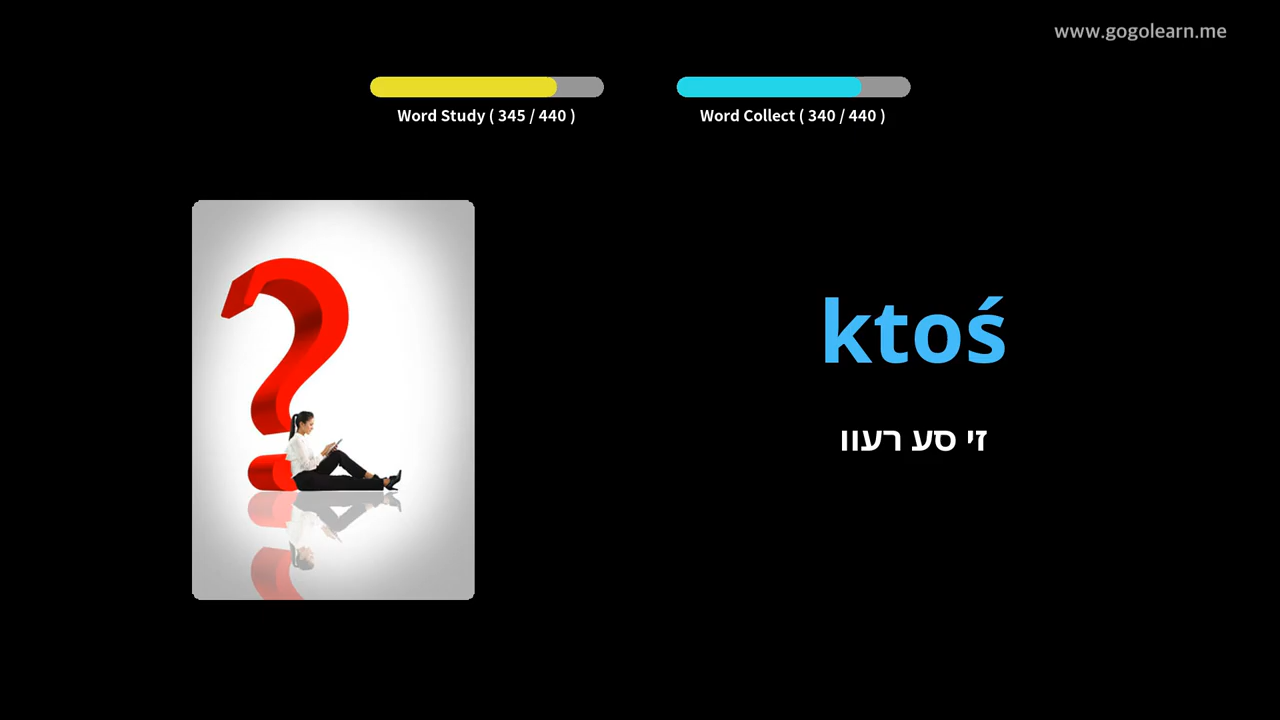 www.gogolearn.me
Word Study ( 345 / 440 )
Word Collect ( 340 / 440 )
ktoś
זי סע רעוו